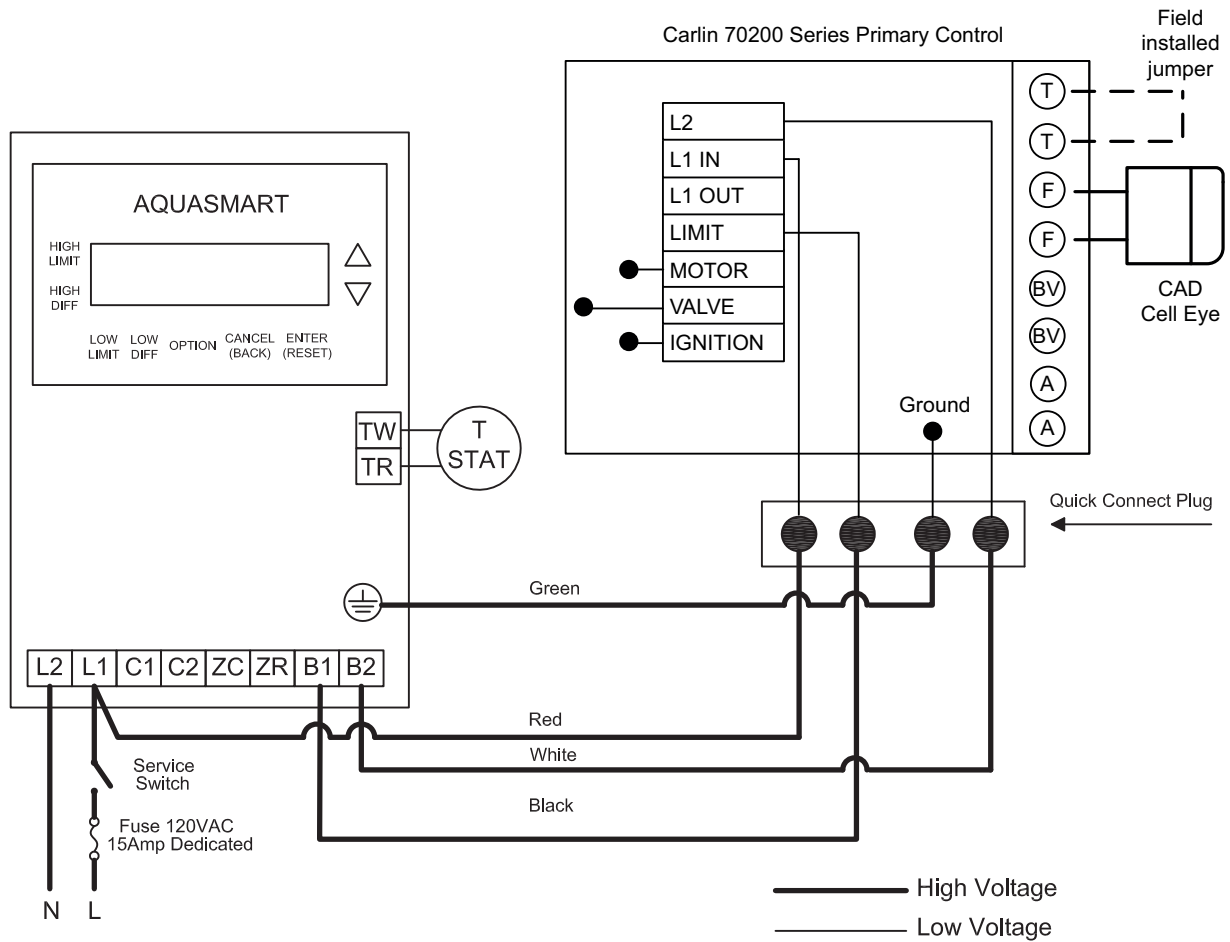 Carlin 70200 Series Primary Control
Field
installed
jumper
T
T
F
F
BV
BV
A
A
CAD
Cell Eye
L2
L1 IN
L1 OUT
LIMIT
MOTOR
VALVE
IGNITION
Ground
Quick Connect Plug
AQUASMART
HIGH
LIMIT
HIGH
DIFF
LOW
LIMIT
LOW
DIFF
OPTION
CANCEL
(BACK)
ENTER
(RESET)
TW
TR
T
STAT
Green
L2 L1 C1 C2 ZC ZR B1 B2
Red
White
Black
Service
Switch
Fuse 120VAC
15Amp Dedicated
N L
High Voltage
Low Voltage